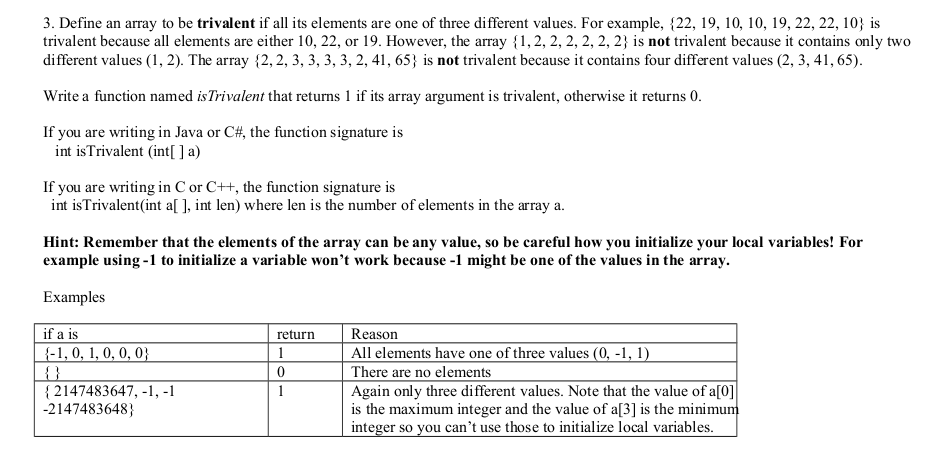 3. Define an array to be trivalent if all its elements are one of three different values. For example, {22, 19, 10, 10, 19, 22, 22, 10} is
trivalent because all elements are either 10, 22, or 19. However, the array {1, 2, 2, 2, 2, 2, 2} is not trivalent because it contains only two
different values (1, 2). The array {2, 2, 3, 3, 3, 3, 2, 41, 65} is not trivalent because it contains four different values (2, 3, 41, 65).
Write a function named isTrivalent that returns 1 if its array argument is trivalent, otherwise it returns 0.
If you are writing in Java or C#, the function signature is
int isTrivalent (int[ ] a)
If you are writing in C or C++, the function signature is
int isTrivalent(int a[ ], int len) where len is the number of elements in the array a.
Hint: Remember that the elements of the array can be any value, so be careful how you initialize your local variables! For
example using -1 to initialize a variable won't work because -1 might be one of the values in the array.
Examples
if a is return Reason
{-1, 0, 1, 0, 0, 0} 1 All elements have one of three values (0, -1, 1)
{ } 0 There are no elements
{ 2147483647, -1, -1 1 Again only three different values. Note that the value of a[0]
-2147483648} is the maximum integer and the value of a[3] is the minimum
integer so you can't use those to initialize local variables.